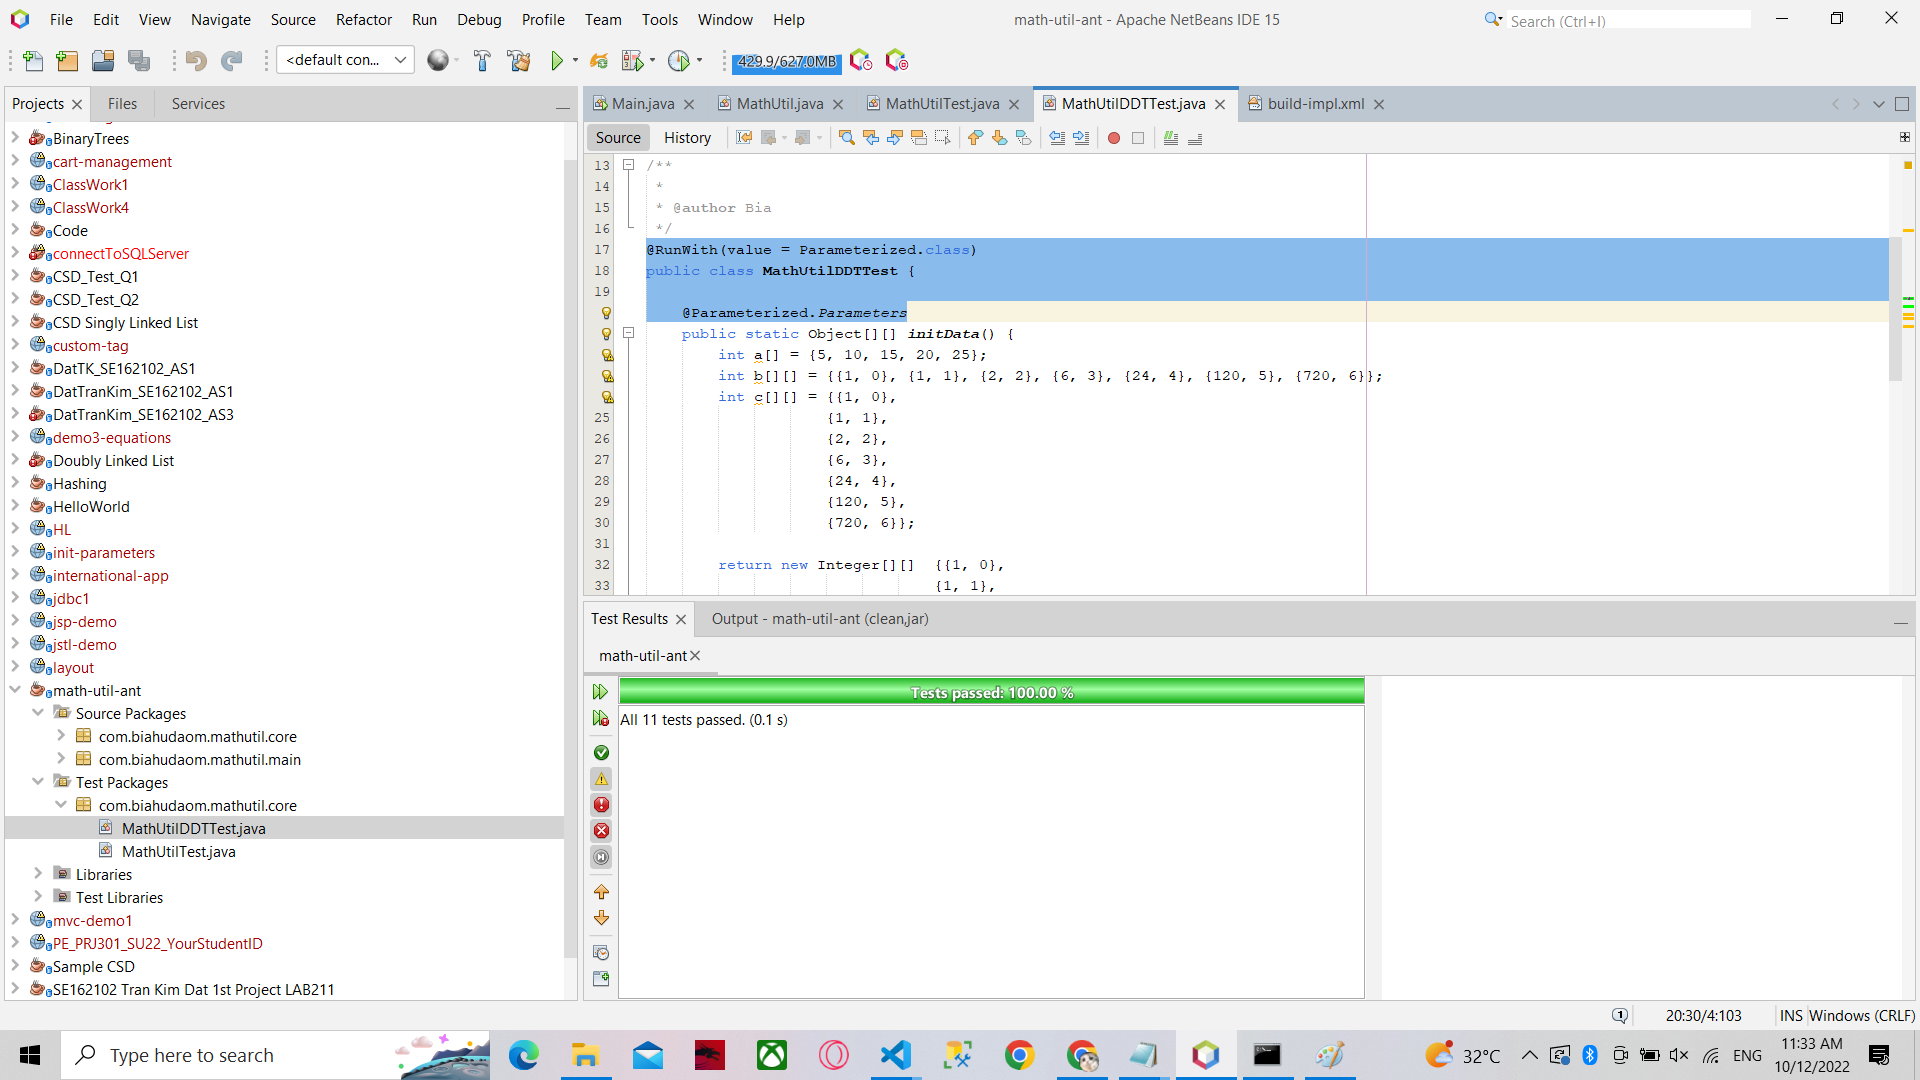 File Edit View Navigate Source Refactor Run Debug Profile Team Tools Window Help
math-util-ant - Apache NetBeans IDE 15
Search (Ctrl+I)
<default con...
429.9/627.0MB
Projects Files Services
BinaryTrees
cart-management
ClassWork1
ClassWork4
Code
connectToSQLServer
CSD_Test_Q1
CSD_Test_Q2
CSD Singly Linked List
custom-tag
DatTK_SE162102_AS1
DatTranKim_SE162102_AS1
DatTranKim_SE162102_AS3
demo3-equations
Doubly Linked List
Hashing
HelloWorld
HL
init-parameters
international-app
jdbc1
jsp-demo
jstl-demo
layout
math-util-ant
Source Packages
com.biahudaom.mathutil.core
com.biahudaom.mathutil.main
Test Packages
com.biahudaom.mathutil.core
MathUtilDDTTest.java
MathUtilTest.java
Libraries
Test Libraries
mvc-demo1
PE_PRJ301_SU22_YourStudentID
Sample CSD
SE162102 Tran Kim Dat 1st Project LAB211
Main.java MathUtil.java MathUtilTest.java MathUtilDDTTest.java build-impl.xml
Source History
13 /**
14 *
15 * @author Bia
16 */
17 @RunWith(value = Parameterized.class)
18 public class MathUtilDDTTest {
19
@Parameterized.Parameters
public static Object[][] initData() {
int a[] = {5, 10, 15, 20, 25};
int b[][] = {{1, 0}, {1, 1}, {2, 2}, {6, 3}, {24, 4}, {120, 5}, {720, 6}};
int c[][] = {{1, 0},
25 {1, 1},
26 {2, 2},
27 {6, 3},
28 {24, 4},
29 {120, 5},
30 {720, 6}};
31
32 return new Integer[][] {{1, 0},
33 {1, 1},
Test Results Output - math-util-ant (clean,jar)
math-util-ant
Tests passed: 100.00 %
All 11 tests passed. (0.1 s)
1 20:30/4:103 INS Windows (CRLF)
Type here to search
32°C ENG 11:33 AM
10/12/2022